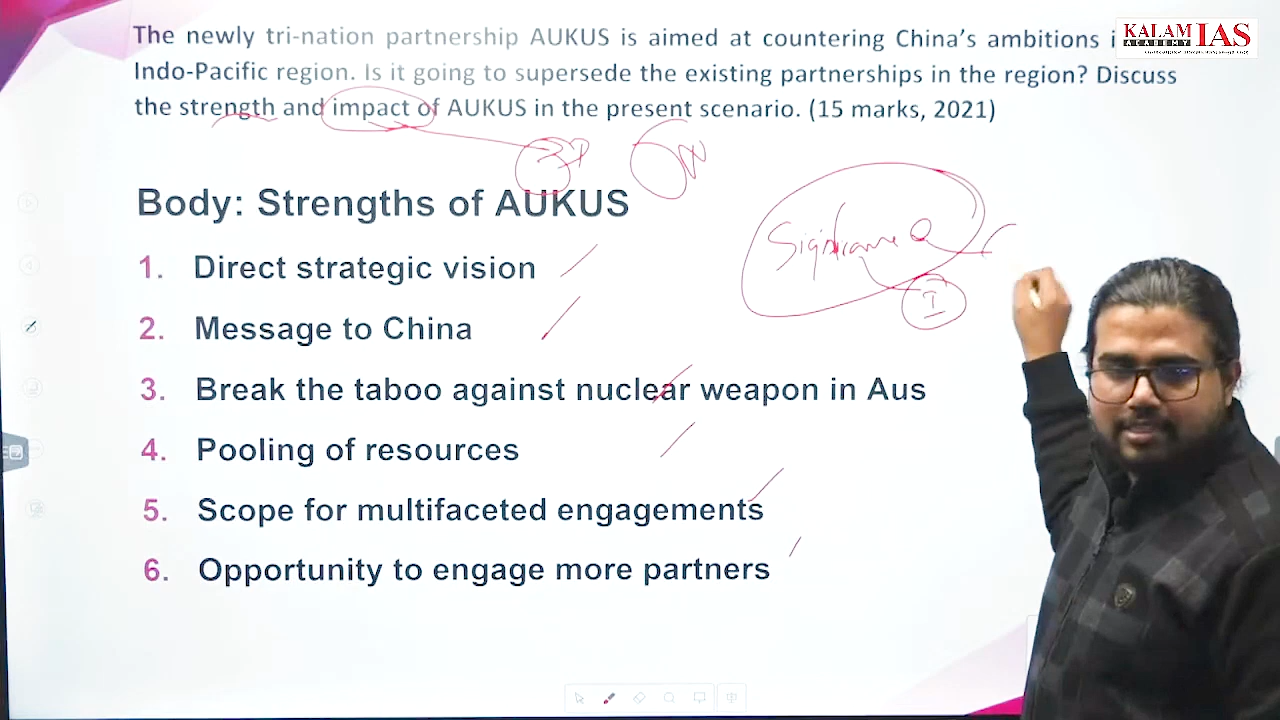 KALAM IAS
ACADEMY
The newly tri-nation partnership AUKUS is aimed at countering China's ambitions i
Indo-Pacific region. Is it going to supersede the existing partnerships in the region? Discuss
the strength and impact of AUKUS in the present scenario. (15 marks, 2021)
Body: Strengths of AUKUS
Significance
I
1. Direct strategic vision
2. Message to China
3. Break the taboo against nuclear weapon in Aus
4. Pooling of resources
5. Scope for multifaceted engagements
6. Opportunity to engage more partners